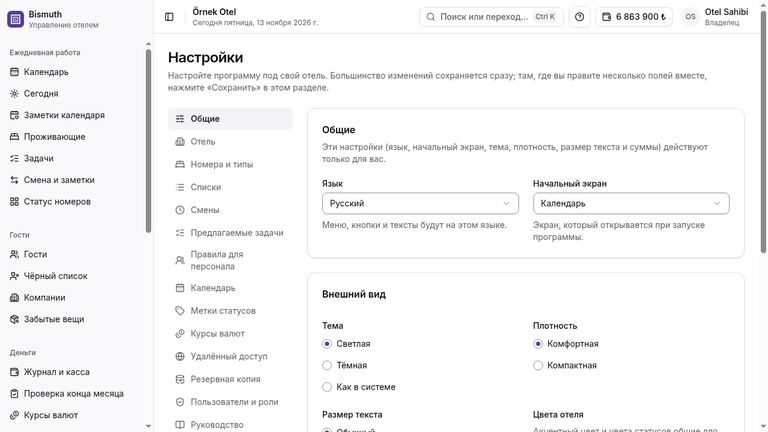 Bismuth
Управление отелем
Ежедневная работа
Календарь
Сегодня
Заметки календаря
Проживающие
Задачи
Смена и заметки
Статус номеров
Гости
Гости
Чёрный список
Компании
Забытые вещи
Деньги
Журнал и касса
Проверка конца месяца
Курсы валют
Örnek Otel
Сегодня пятница, 13 ноября 2026 г.
Поиск или переход… Ctrl K
6 863 900 ₺
OS
Otel Sahibi
Владелец
Настройки
Настройте программу под свой отель. Большинство изменений сохраняется сразу; там, где вы правите несколько полей вместе,
нажмите «Сохранить» в этом разделе.
Общие
Отель
Номера и типы
Списки
Смены
Предлагаемые задачи
Правила для
персонала
Календарь
Метки статусов
Курсы валют
Удалённый доступ
Резервная копия
Пользователи и роли
Руководство
Общие
Эти настройки (язык, начальный экран, тема, плотность, размер текста и суммы) действуют
только для вас.
Язык
Русский
Меню, кнопки и тексты будут на этом языке.
Начальный экран
Календарь
Экран, который открывается при запуске
программы.
Внешний вид
Тема
Светлая
Тёмная
Как в системе
Плотность
Комфортная
Компактная
Размер текста
Обычный
Цвета отеля
Акцентный цвет и цвета статусов общие для